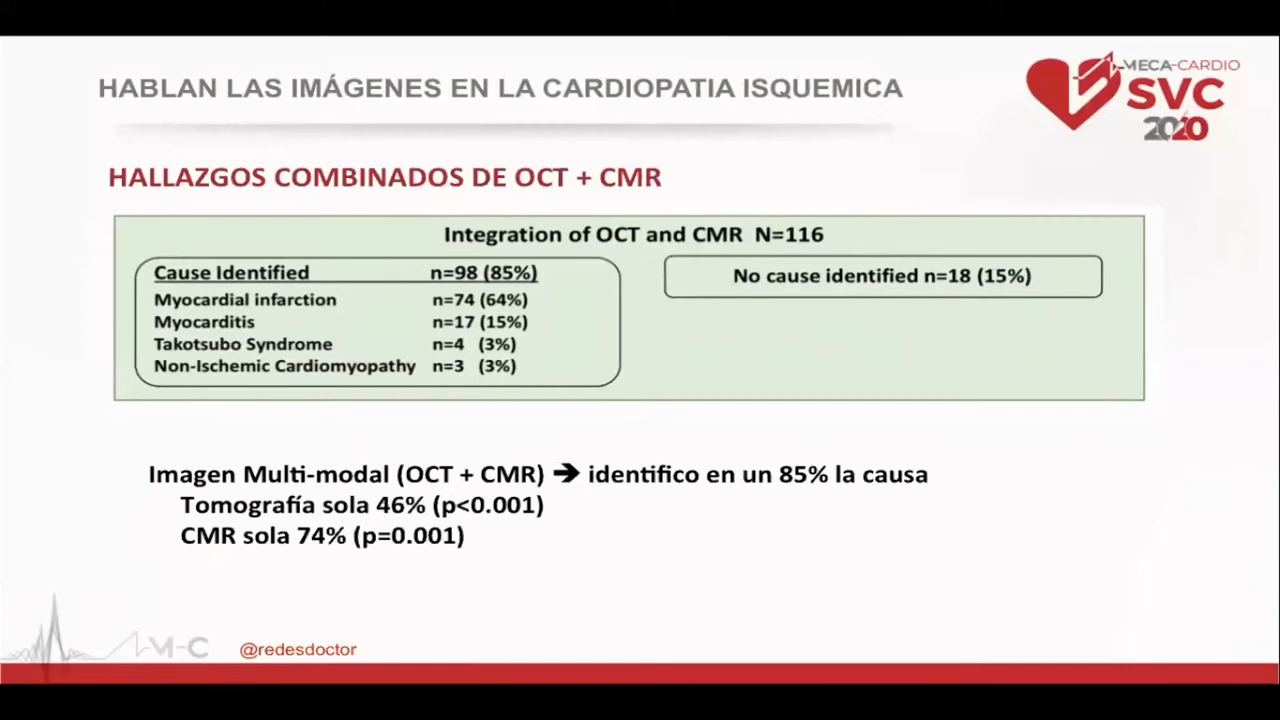 HABLAN LAS IMÁGENES EN LA CARDIOPATIA ISQUEMICA
MECA-CARDIO
SVC
2020
HALLAZGOS COMBINADOS DE OCT + CMR
Integration of OCT and CMR N=116
Cause Identified n=98 (85%)
Myocardial infarction n=74 (64%)
Myocarditis n=17 (15%)
Takotsubo Syndrome n=4 (3%)
Non-Ischemic Cardiomyopathy n=3 (3%)
No cause identified n=18 (15%)
Imagen Multi-modal (OCT + CMR) ➔ identifico en un 85% la causa
Tomografía sola 46% (p<0.001)
CMR sola 74% (p=0.001)
M-C
@redesdoctor